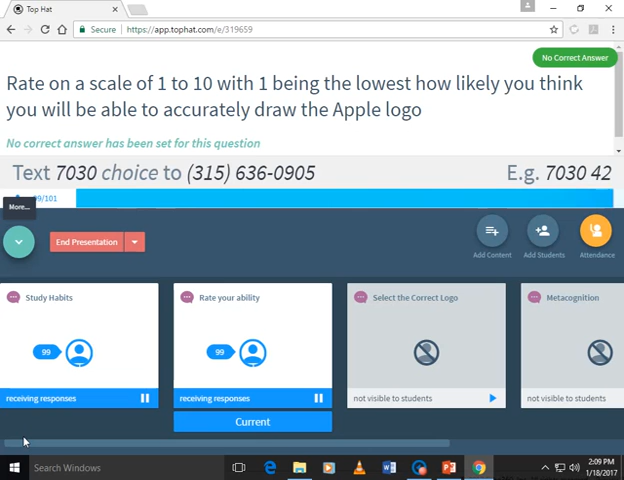 Top Hat
Secure
https://app.tophat.com/e/319659
No Correct Answer
Rate on a scale of 1 to 10 with 1 being the lowest how likely you think
you will be able to accurately draw the Apple logo
No correct answer has been set for this question
Text 7030 choice to (315) 636-0905
E.g. 7030 42
99/101
More...
End Presentation
Add Content
Add Students
Attendance
Study Habits
Rate your ability
Select the Correct Logo
Metacognition
99
99
receiving responses
receiving responses
not visible to students
not visible to students
Current
Search Windows
2:09 PM
1/18/2017